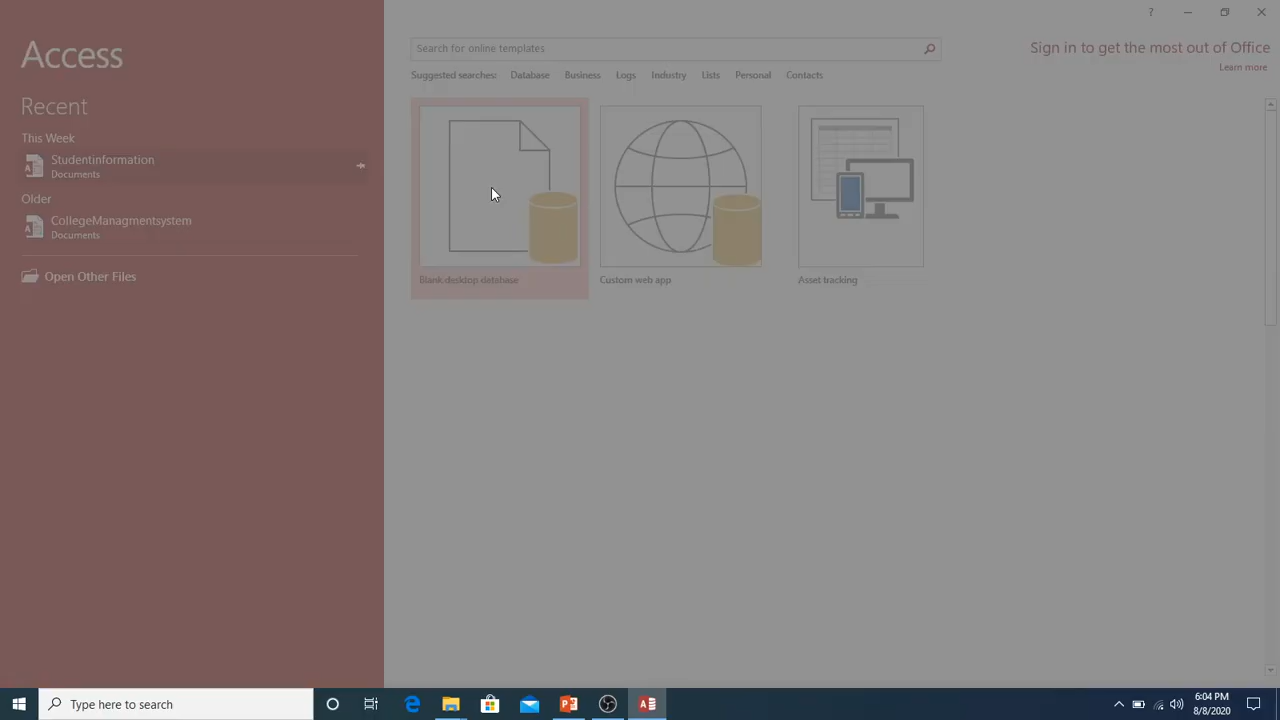 Access
Recent
This Week
Studentinformation
Documents
Older
CollegeManagmentsystem
Documents
Open Other Files
?
Search for online templates
Sign in to get the most out of Office
Learn more
Suggested searches: Database Business Logs Industry Lists Personal Contacts
Blank desktop database
Custom web app
Asset tracking
Type here to search
6:04 PM
8/8/2020